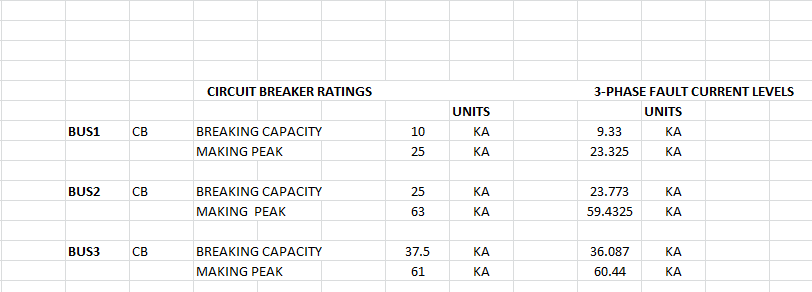 CIRCUIT BREAKER RATINGS 3-PHASE FAULT CURRENT LEVELS
UNITS UNITS
BUS1 CB BREAKING CAPACITY 10 KA 9.33 KA
MAKING PEAK 25 KA 23.325 KA
BUS2 CB BREAKING CAPACITY 25 KA 23.773 KA
MAKING PEAK 63 KA 59.4325 KA
BUS3 CB BREAKING CAPACITY 37.5 KA 36.087 KA
MAKING PEAK 61 KA 60.44 KA